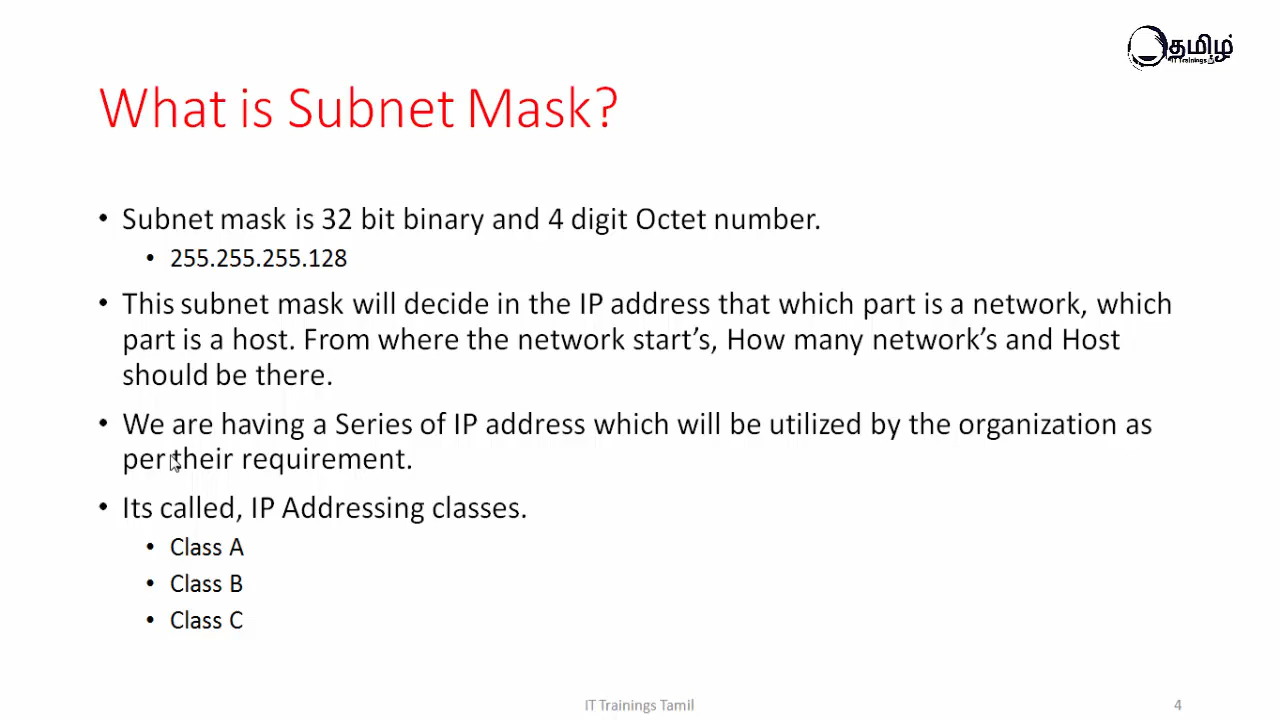 தமிழ்
IT Trainings
What is Subnet Mask?
• Subnet mask is 32 bit binary and 4 digit Octet number.
• 255.255.255.128
• This subnet mask will decide in the IP address that which part is a network, which
part is a host. From where the network start’s, How many network’s and Host
should be there.
• We are having a Series of IP address which will be utilized by the organization as
per their requirement.
• Its called, IP Addressing classes.
• Class A
• Class B
• Class C
IT Trainings Tamil
4